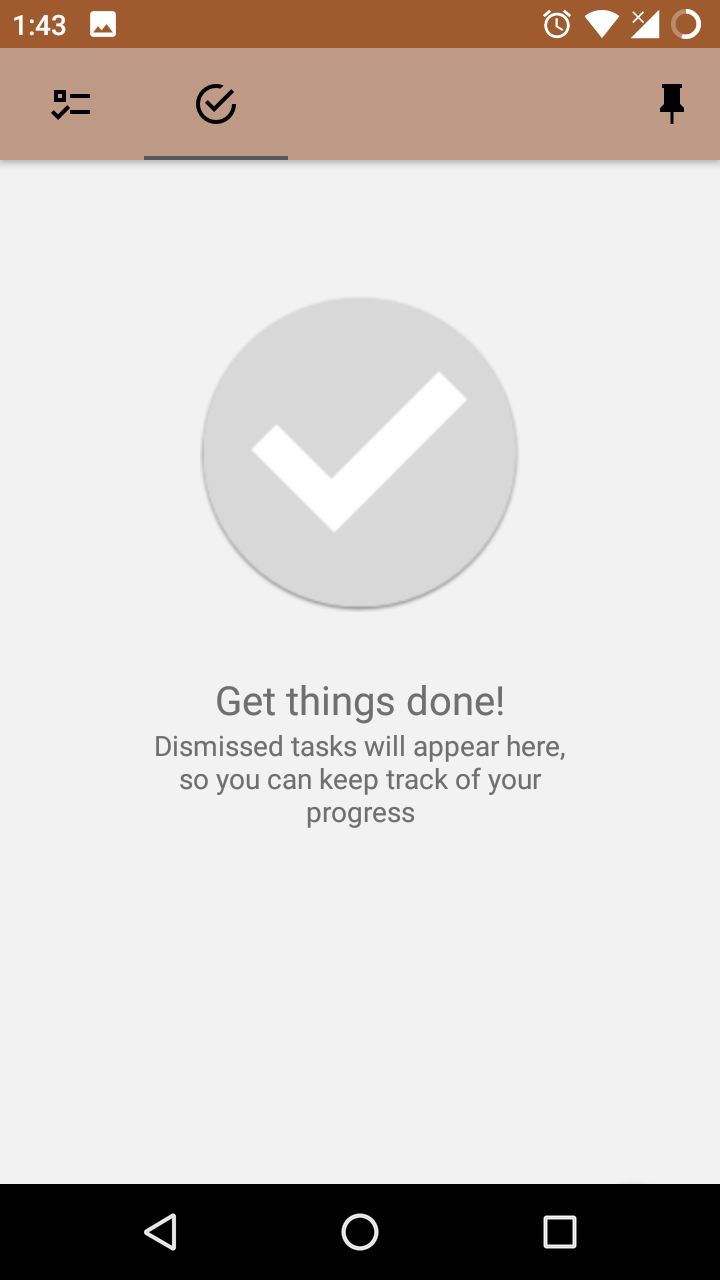 1:43
Get things done!
Dismissed tasks will appear here,
so you can keep track of your
progress